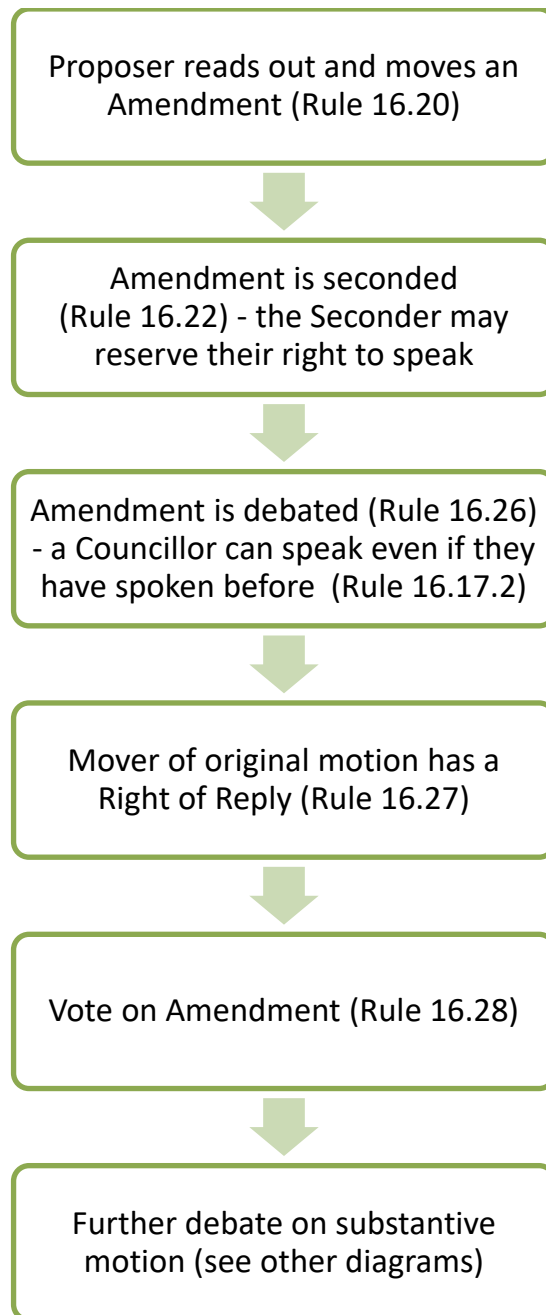 Proposer reads out and moves an
Amendment (Rule 16.20)
Amendment is seconded
(Rule 16.22) - the Seconder may
reserve their right to speak
Amendment is debated (Rule 16.26)
- a Councillor can speak even if they
have spoken before  (Rule 16.17.2)
Mover of original motion has a
Right of Reply (Rule 16.27)
Vote on Amendment (Rule 16.28)
Further debate on substantive
motion (see other diagrams)